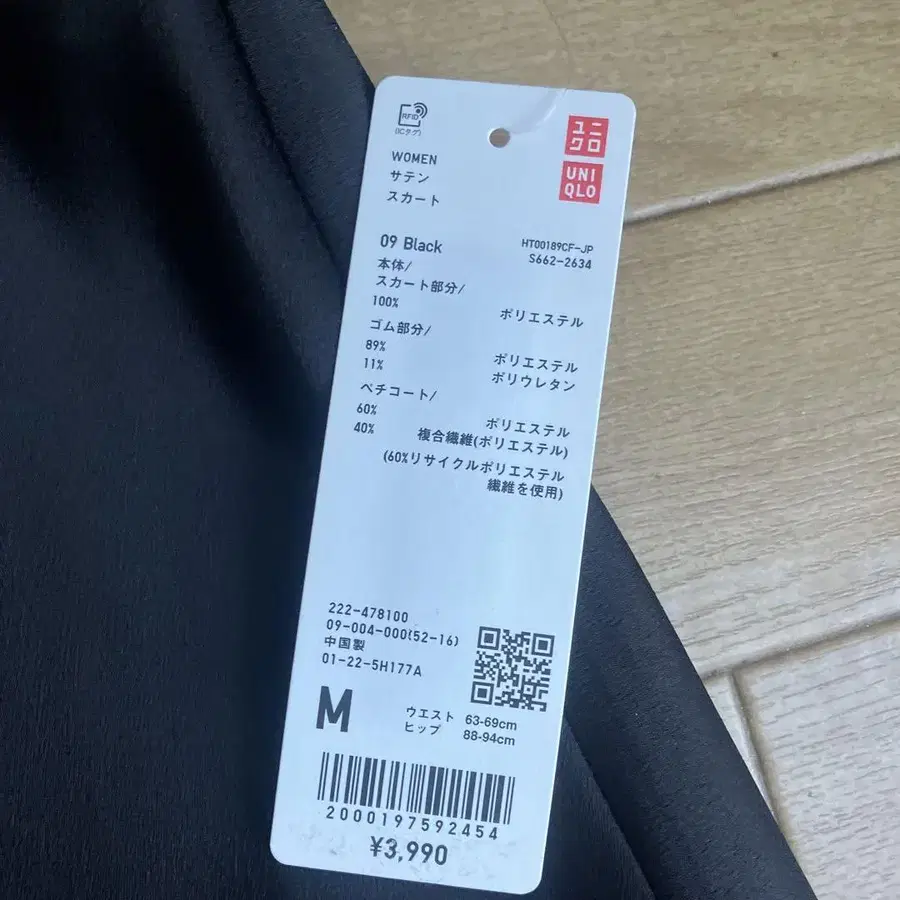 RFID
(ICタグ)
ユニ
クロ
UNI
QLO
WOMEN
サテン
スカート
09 Black
HT00189CF-JP
S662-2634
本体/
スカート部分/
100% ポリエステル
ゴム部分/
89% ポリエステル
11% ポリウレタン
ペチコート/
60% ポリエステル
40% 複合繊維(ポリエステル)
(60%リサイクルポリエステル
繊維を使用)
222-478100
09-004-000(52-16)
中国製
01-22-5H177A
M
ウエスト 63-69cm
ヒップ 88-94cm
2000197592454
¥3,990